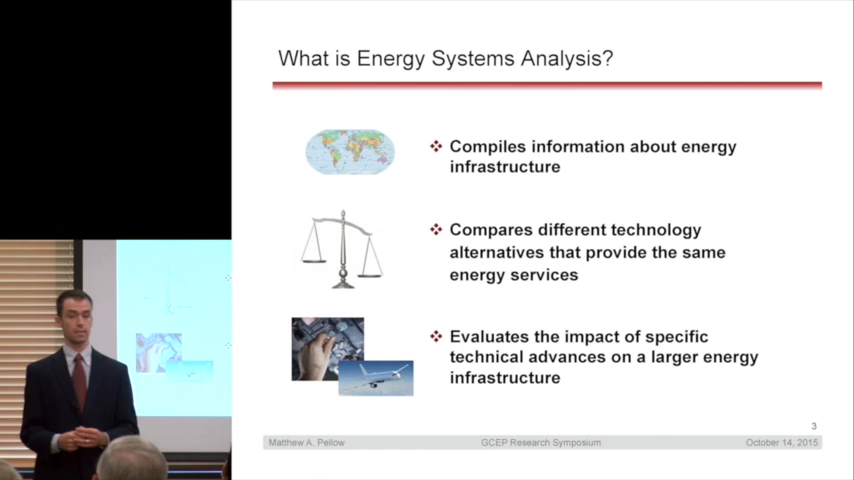 What is Energy Systems Analysis?
Compiles information about energy
infrastructure
Compares different technology
alternatives that provide the same
energy services
Evaluates the impact of specific
technical advances on a larger energy
infrastructure
3
Matthew A. Pellow GCEP Research Symposium October 14, 2015